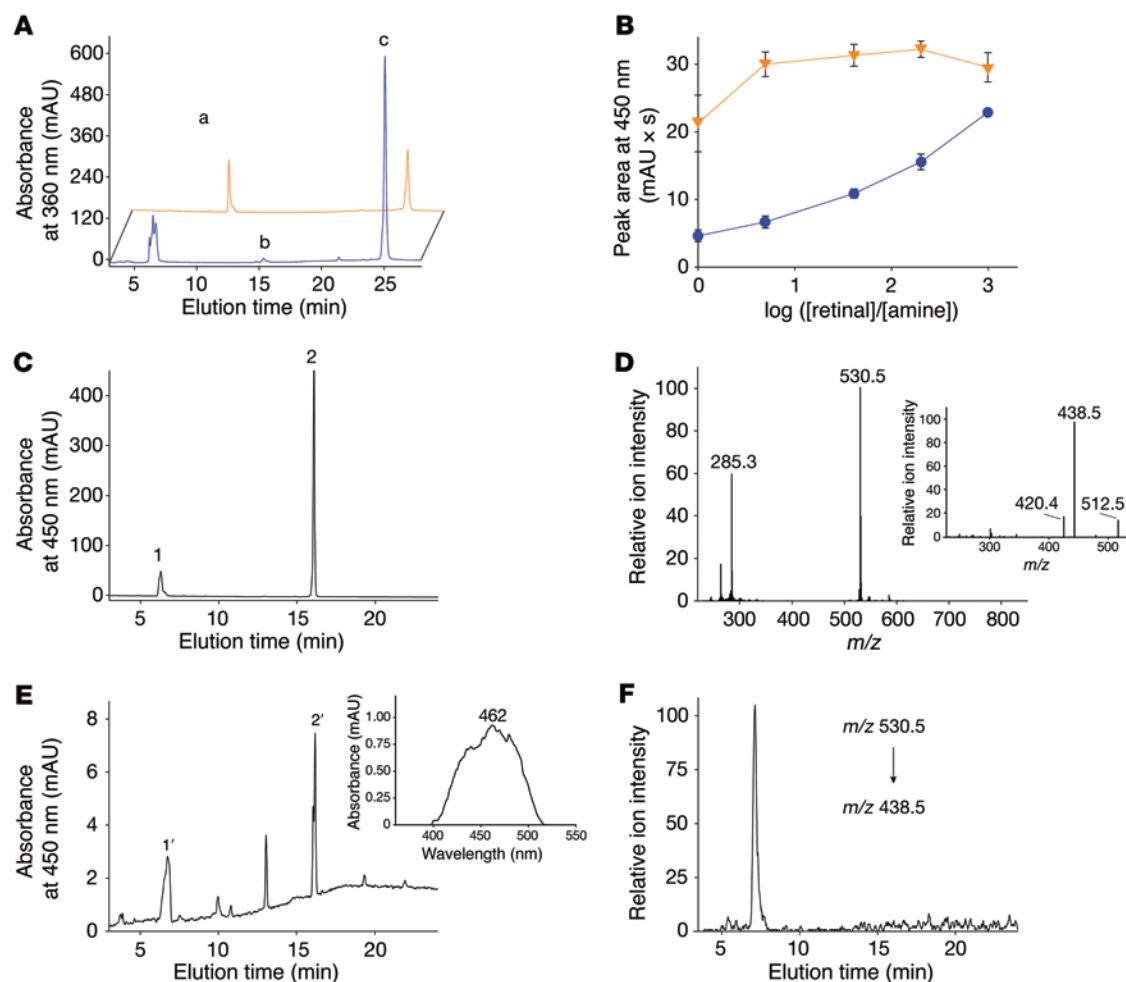 A
Absorbance
at 360 nm (mAU)
600
480
360
240
120
0
a
b
c
5
10
15
20
25
Elution time (min)
B
Peak area at 450 nm
(mAU × s)
30
20
10
0
0
1
2
3
log ([retinal]/[amine])
C
Absorbance
at 450 nm (mAU)
400
300
200
100
0
1
2
5
10
15
20
Elution time (min)
D
Relative ion intensity
100
80
60
40
20
0
285.3
530.5
300
400
500
600
700
800
m/z
Relative ion intensity
100
80
60
40
20
0
438.5
420.4
512.5
300
400
500
m/z
E
Absorbance
at 450 nm (mAU)
8
6
4
2
0
1′
2′
5
10
15
20
Elution time (min)
Absorbance (mAU)
1.00
0.75
0.50
0.25
0
462
400
450
500
550
Wavelength (nm)
F
Relative ion intensity
100
75
50
25
0
m/z 530.5
m/z 438.5
5
10
15
20
Elution time (min)